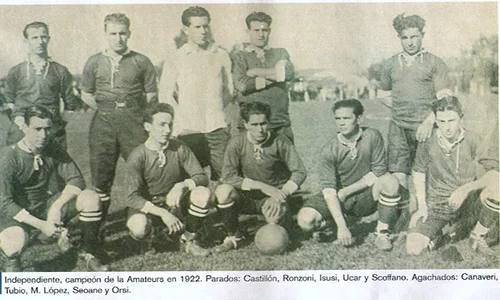 Independiente, campeón de la Amateurs en 1922. Parados: Castillón, Ronzoni, Isusi, Ucar y Scoffano. Agachados: Canaveri,
Tubio, M. López, Seoane y Orsi.